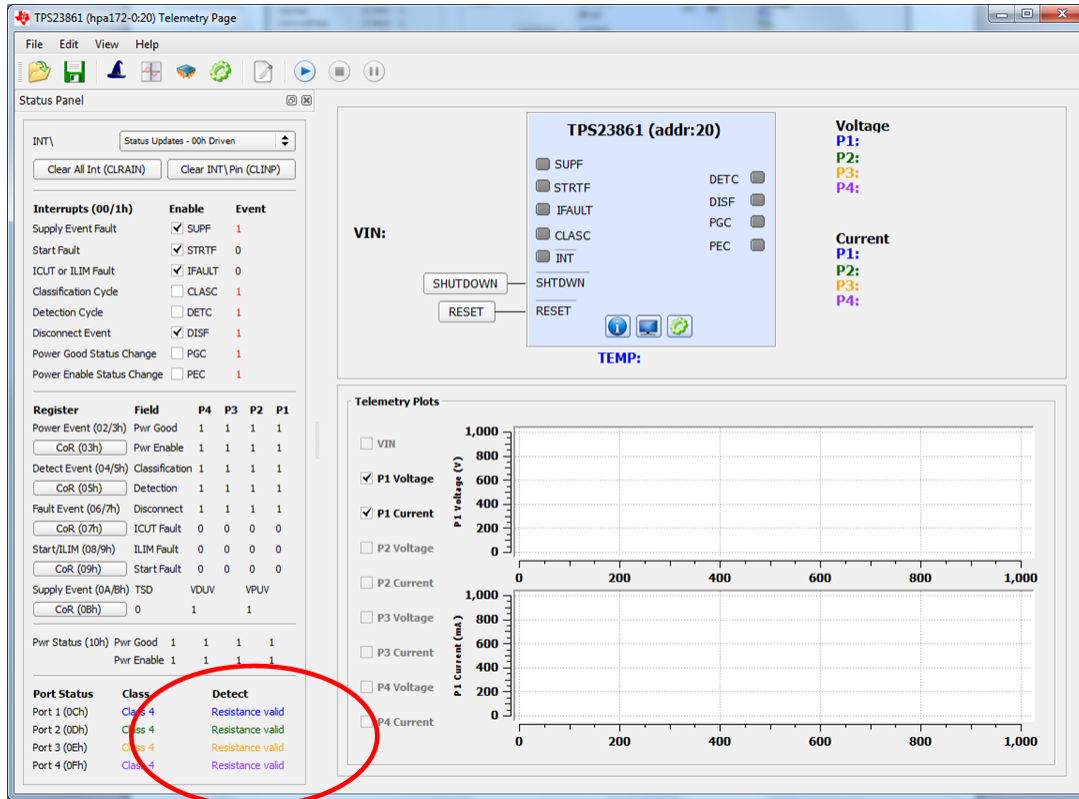 TPS23861 (hpa172-0:20) Telemetry Page
File Edit View Help
Status Panel
INT\ Status Updates - 00h Driven
Clear All Int (CLRAIN) Clear INT\ Pin (CLINP)
Interrupts (00/1h) Enable Event
Supply Event Fault SUPF 1
Start Fault STRTF 0
ICUT or ILIM Fault IFAULT 0
Classification Cycle CLASC 1
Detection Cycle DETC 1
Disconnect Event DISF 1
Power Good Status Change PGC 1
Power Enable Status Change PEC 1
Register Field P4 P3 P2 P1
Power Event (02/3h) Pwr Good 1 1 1 1
CoR (03h) Pwr Enable 1 1 1 1
Detect Event (04/5h) Classification 1 1 1 1
CoR (05h) Detection 1 1 1 1
Fault Event (06/7h) Disconnect 1 1 1 1
CoR (07h) ICUT Fault 0 0 0 0
Start/ILIM (08/9h) ILIM Fault 0 0 0 0
CoR (09h) Start Fault 0 0 0 0
Supply Event (0A/Bh) TSD VDUV VPUV
CoR (0Bh) 0 1 1
Pwr Status (10h) Pwr Good 1 1 1 1
Pwr Enable 1 1 1 1
Port Status Class Detect
Port 1 (0Ch) Class 4 Resistance valid
Port 2 (0Dh) Class 4 Resistance valid
Port 3 (0Eh) Class 4 Resistance valid
Port 4 (0Fh) Class 4 Resistance valid
VIN:
SHUTDOWN
RESET
TPS23861 (addr:20)
SUPF
STRTF
IFAULT
CLASC
INT
SHTDWN
RESET
DETC
DISF
PGC
PEC
TEMP:
Voltage
P1:
P2:
P3:
P4:
Current
P1:
P2:
P3:
P4:
Telemetry Plots
VIN
P1 Voltage
P1 Current
P2 Voltage
P2 Current
P3 Voltage
P3 Current
P4 Voltage
P4 Current
P1 Voltage (V)
1,000
800
600
400
200
0
0 200 400 600 800 1,000
P1 Current (mA)
1,000
800
600
400
200
0
0 200 400 600 800 1,000